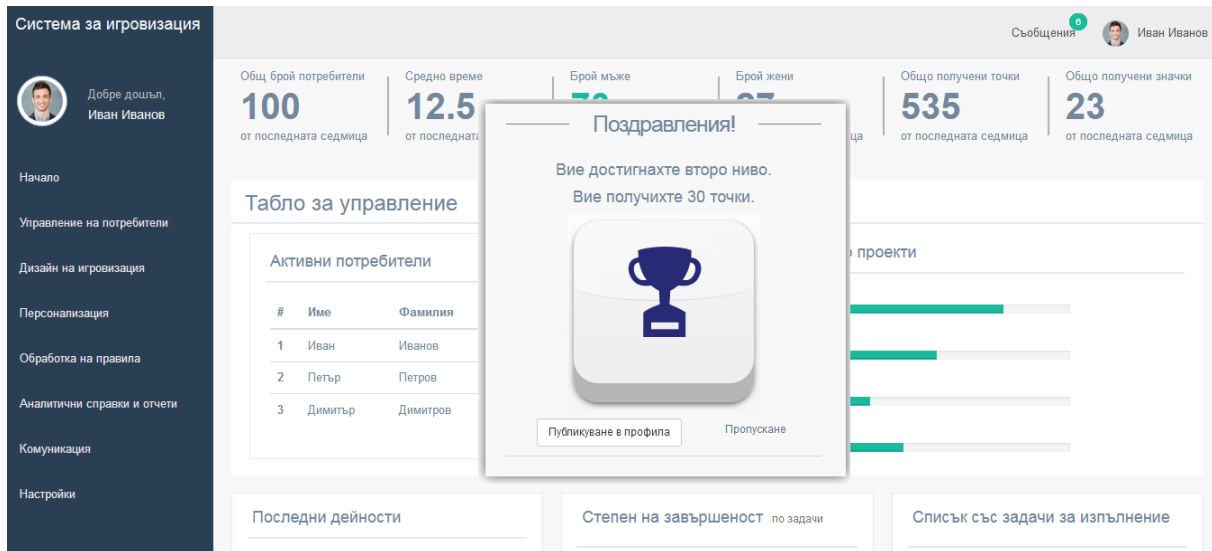 Система за игровизация
Съобщения 6
Иван Иванов
Добре дошъл,
Иван Иванов
Начало
Управление на потребители
Дизайн на игровизация
Персонализация
Обработка на правила
Аналитични справки и отчети
Комуникация
Настройки
Общ брой потребители
100
от последната седмица
Средно време
12.5
от последната
Брой мъже
Брой жени
Общо получени точки
535
от последната седмица
Общо получени значки
23
от последната седмица
Табло за управление
Активни потребители
# Име Фамилия
1 Иван Иванов
2 Петър Петров
3 Димитър Димитров
Поздравления!
Вие достигнахте второ ниво.
Вие получихте 30 точки.
Публикуване в профила
Пропускане
проекти
Последни дейности
Степен на завършеност по задачи
Списък със задачи за изпълнение